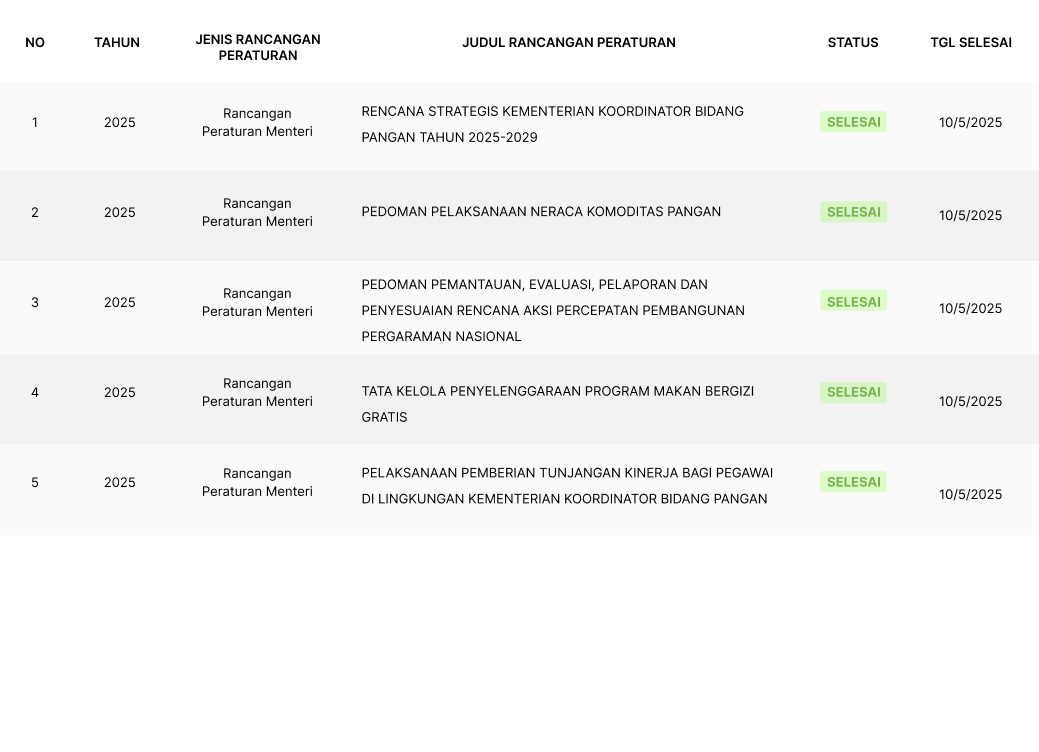 NO TAHUN JENIS RANCANGAN PERATURAN JUDUL RANCANGAN PERATURAN STATUS TGL SELESAI
1 2025 Rancangan Peraturan Menteri RENCANA STRATEGIS KEMENTERIAN KOORDINATOR BIDANG PANGAN TAHUN 2025-2029 SELESAI 10/5/2025
2 2025 Rancangan Peraturan Menteri PEDOMAN PELAKSANAAN NERACA KOMODITAS PANGAN SELESAI 10/5/2025
3 2025 Rancangan Peraturan Menteri PEDOMAN PEMANTAUAN, EVALUASI, PELAPORAN DAN PENYESUAIAN RENCANA AKSI PERCEPATAN PEMBANGUNAN PERGARAMAN NASIONAL SELESAI 10/5/2025
4 2025 Rancangan Peraturan Menteri TATA KELOLA PENYELENGGARAAN PROGRAM MAKAN BERGIZI GRATIS SELESAI 10/5/2025
5 2025 Rancangan Peraturan Menteri PELAKSANAAN PEMBERIAN TUNJANGAN KINERJA BAGI PEGAWAI DI LINGKUNGAN KEMENTERIAN KOORDINATOR BIDANG PANGAN SELESAI 10/5/2025